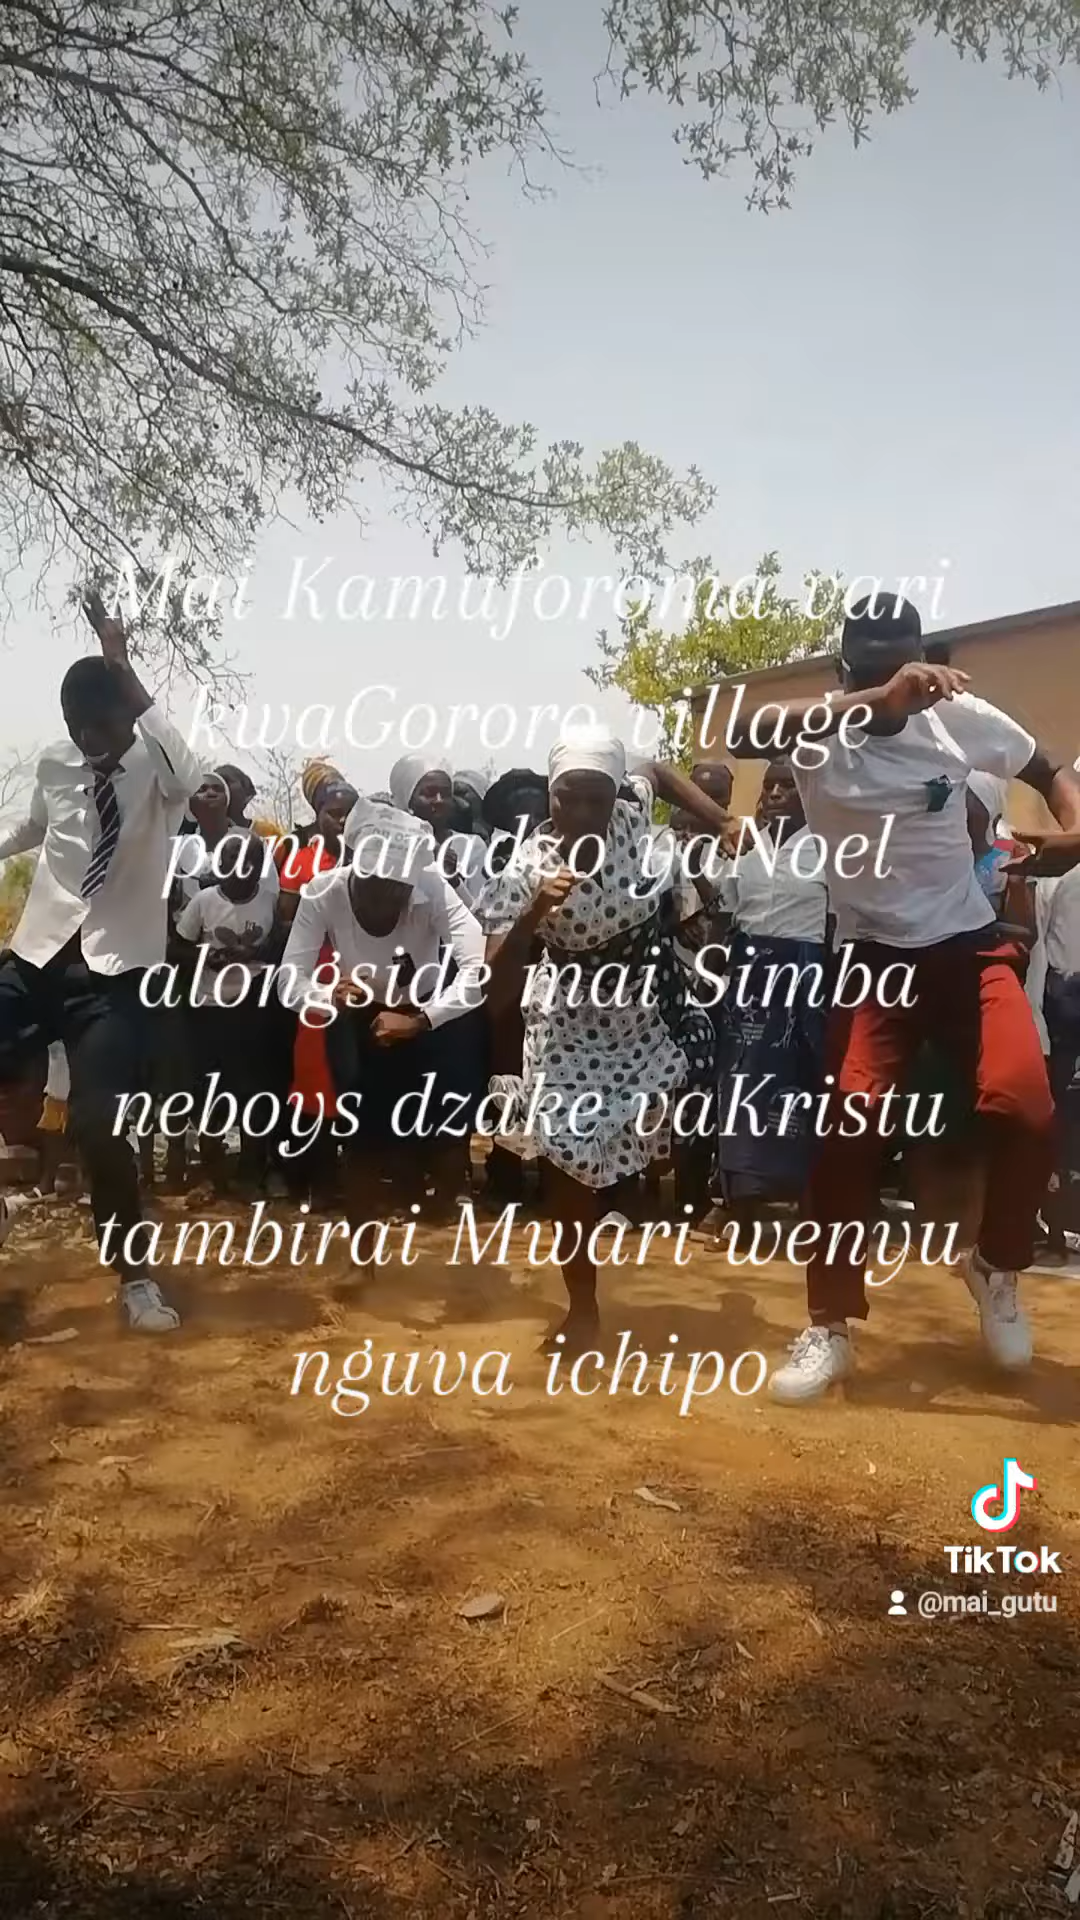 Mai Kamuforoma vari
kwaGororo village
panyaradzo yaNoel
alongside mai Simba
neboys dzake vaKristu
tambirai Mwari wenyu
nguva ichipo
TikTok
@mai_gutu